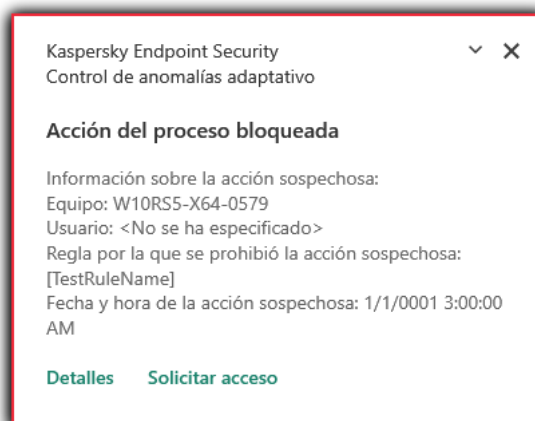 Kaspersky Endpoint Security
Control de anomalías adaptativo
Acción del proceso bloqueada
Información sobre la acción sospechosa:
Equipo: W10RS5-X64-0579
Usuario: <No se ha especificado>
Regla por la que se prohibió la acción sospechosa:
[TestRuleName]
Fecha y hora de la acción sospechosa: 1/1/0001 3:00:00
AM
Detalles Solicitar acceso